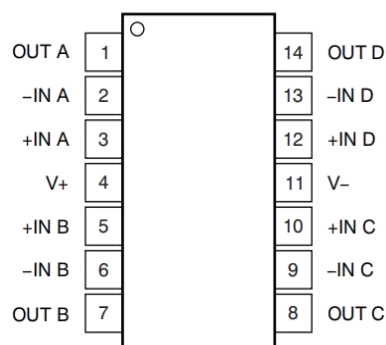 OUT A 1 14 OUT D
−IN A 2 13 −IN D
+IN A 3 12 +IN D
V+ 4 11 V−
+IN B 5 10 +IN C
−IN B 6 9 −IN C
OUT B 7 8 OUT C